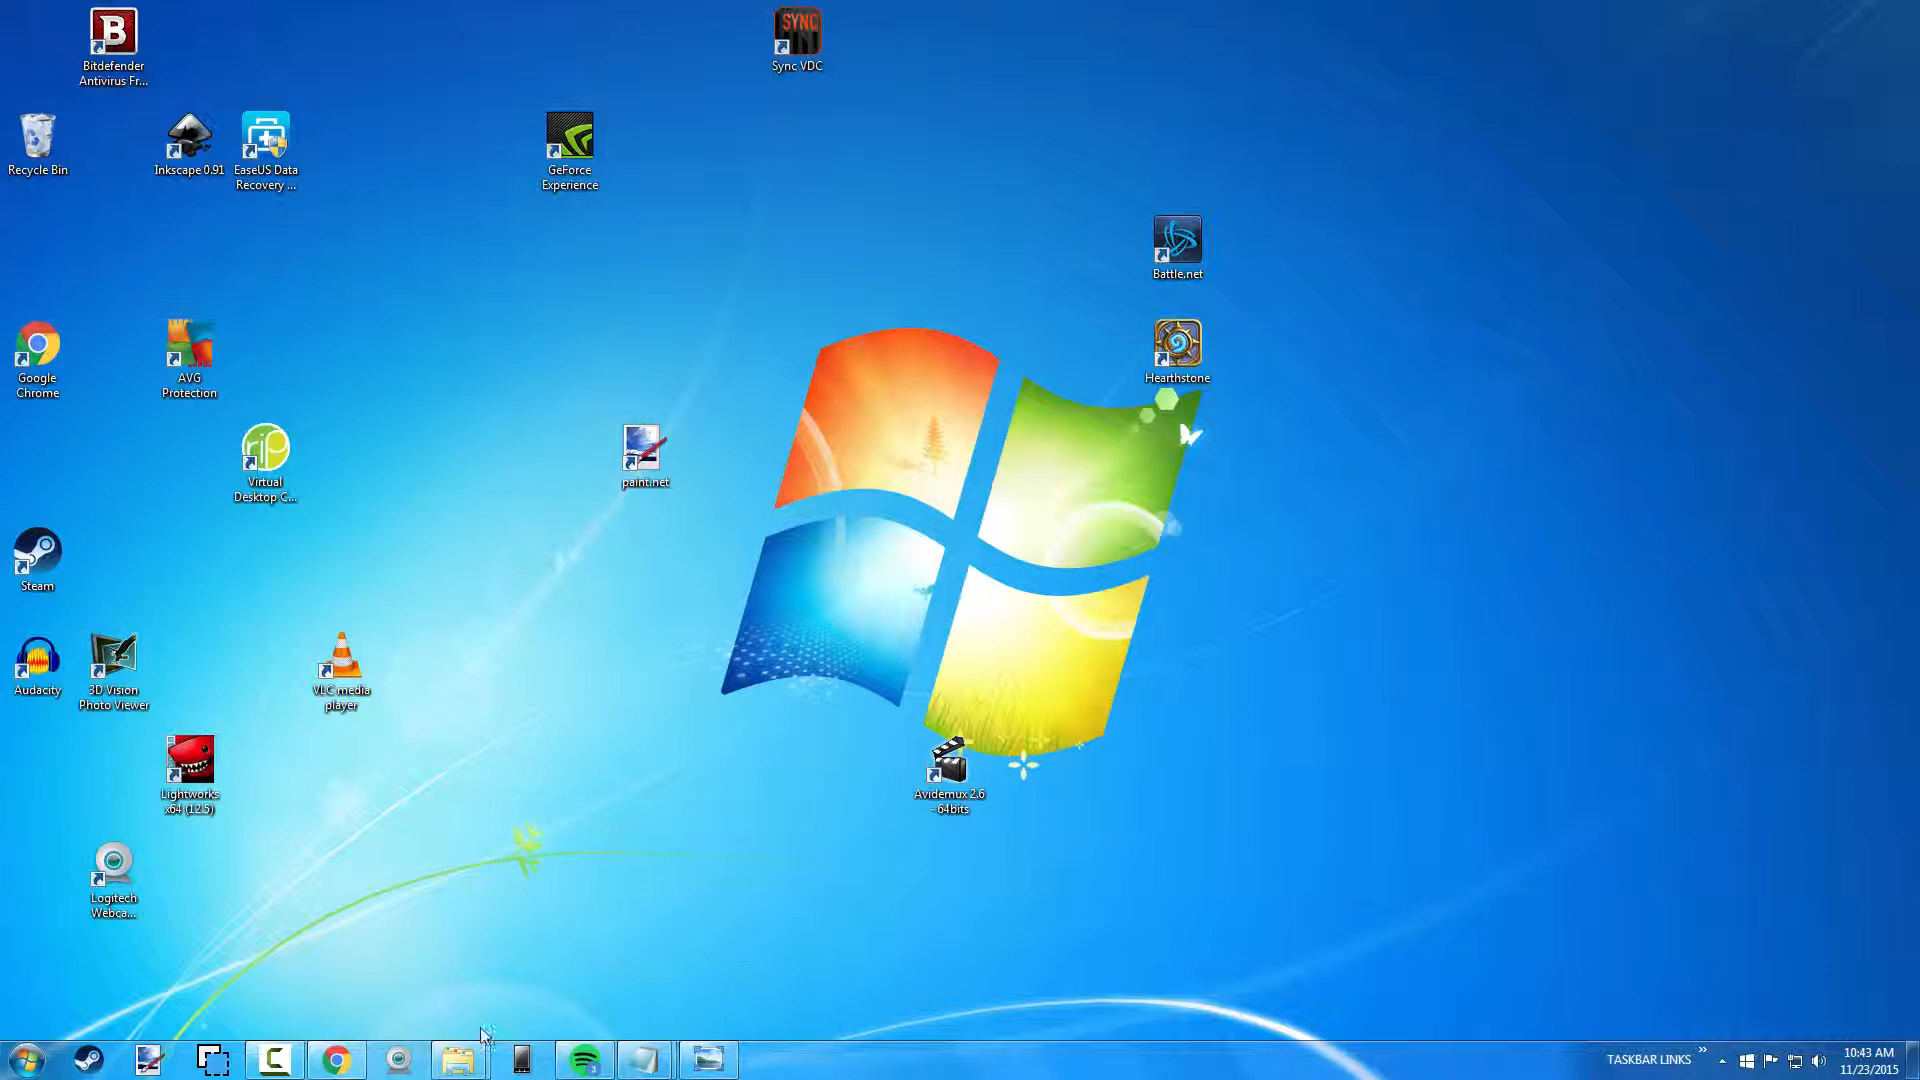 B
Bitdefender
Antivirus Fr...
SYNC
Sync VDC
Recycle Bin
Inkscape 0.91
EaseUS Data
Recovery ...
GeForce
Experience
Battle.net
Google
Chrome
AVG
Protection
Hearthstone
rip
Virtual
Desktop C...
paint.net
Steam
Audacity
3D Vision
Photo Viewer
VLC media
player
Lightworks
x64 (12.5)
Avidemux 2.6
- 64bits
Logitech
Webca...
C
3
TASKBAR LINKS
»
10:43 AM
11/23/2015